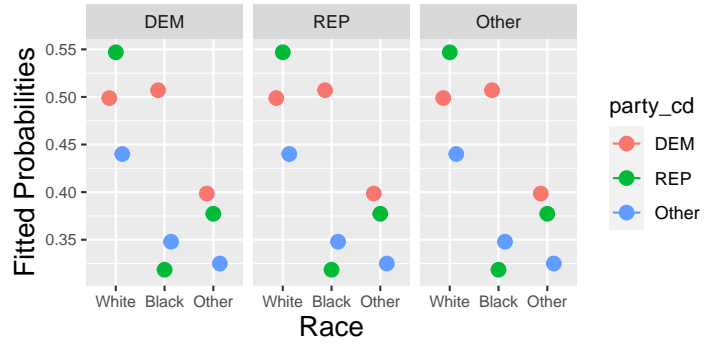 DEM REP Other
Fitted Probabilities
0.55
0.50
0.45
0.40
0.35
White Black Other White Black Other White Black Other
Race
party_cd
DEM
REP
Other